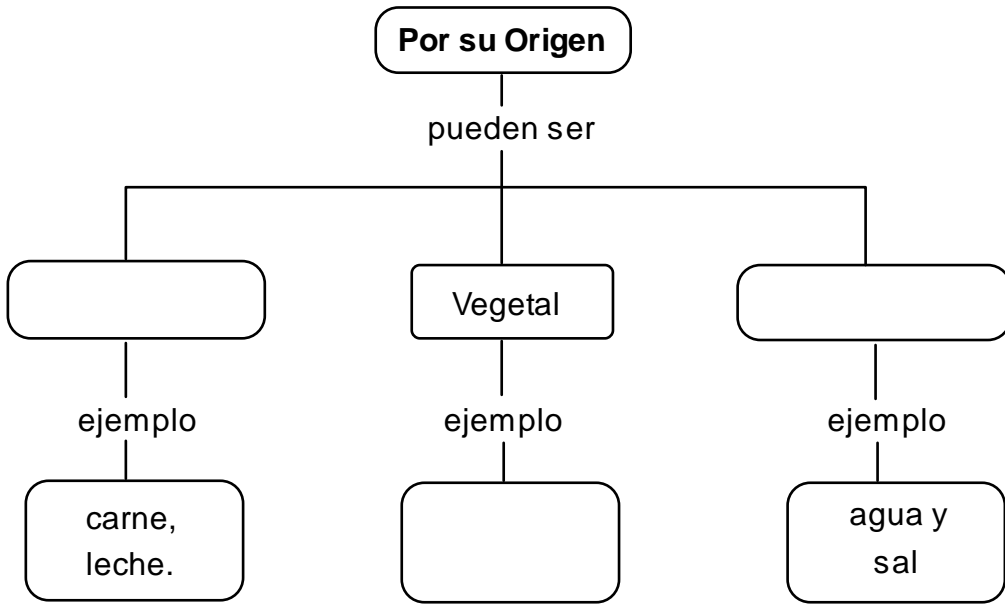 Por su Origen
pueden ser
Vegetal
ejemplo
ejemplo
ejemplo
carne,
leche.
agua y
sal